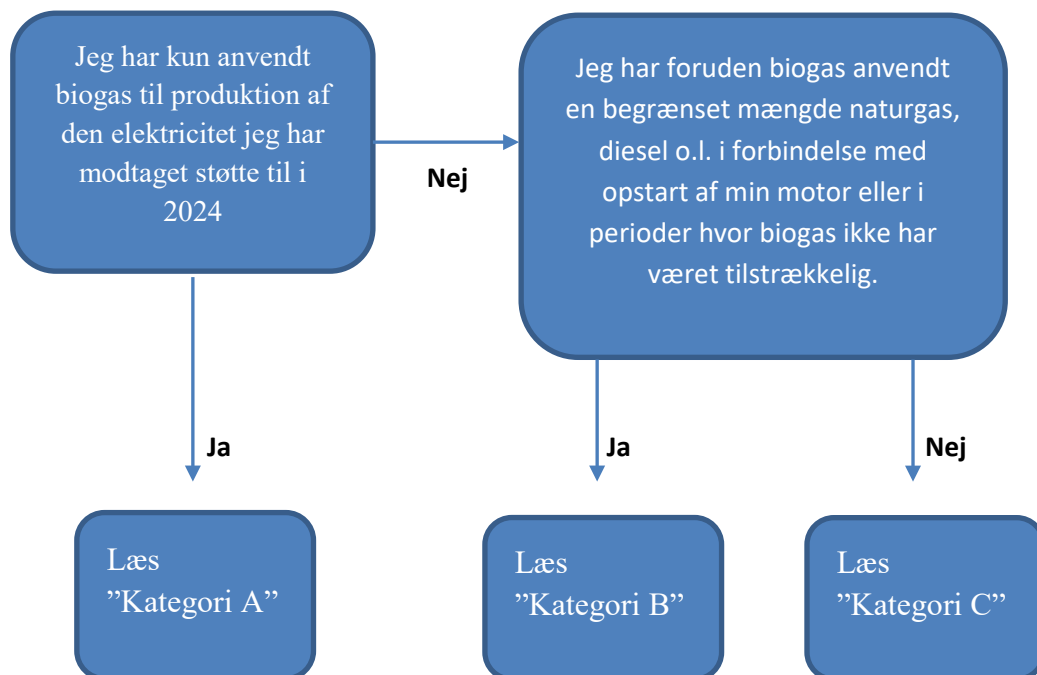 Jeg har kun anvendt
biogas til produktion af
den elektricitet jeg har
modtaget støtte til i
2024
Nej
Jeg har foruden biogas anvendt
en begrænset mængde naturgas,
diesel o.l. i forbindelse med
opstart af min motor eller i
perioder hvor biogas ikke har
været tilstrækkelig.
Ja
Ja
Nej
Læs
”Kategori A”
Læs
”Kategori B”
Læs
”Kategori C”